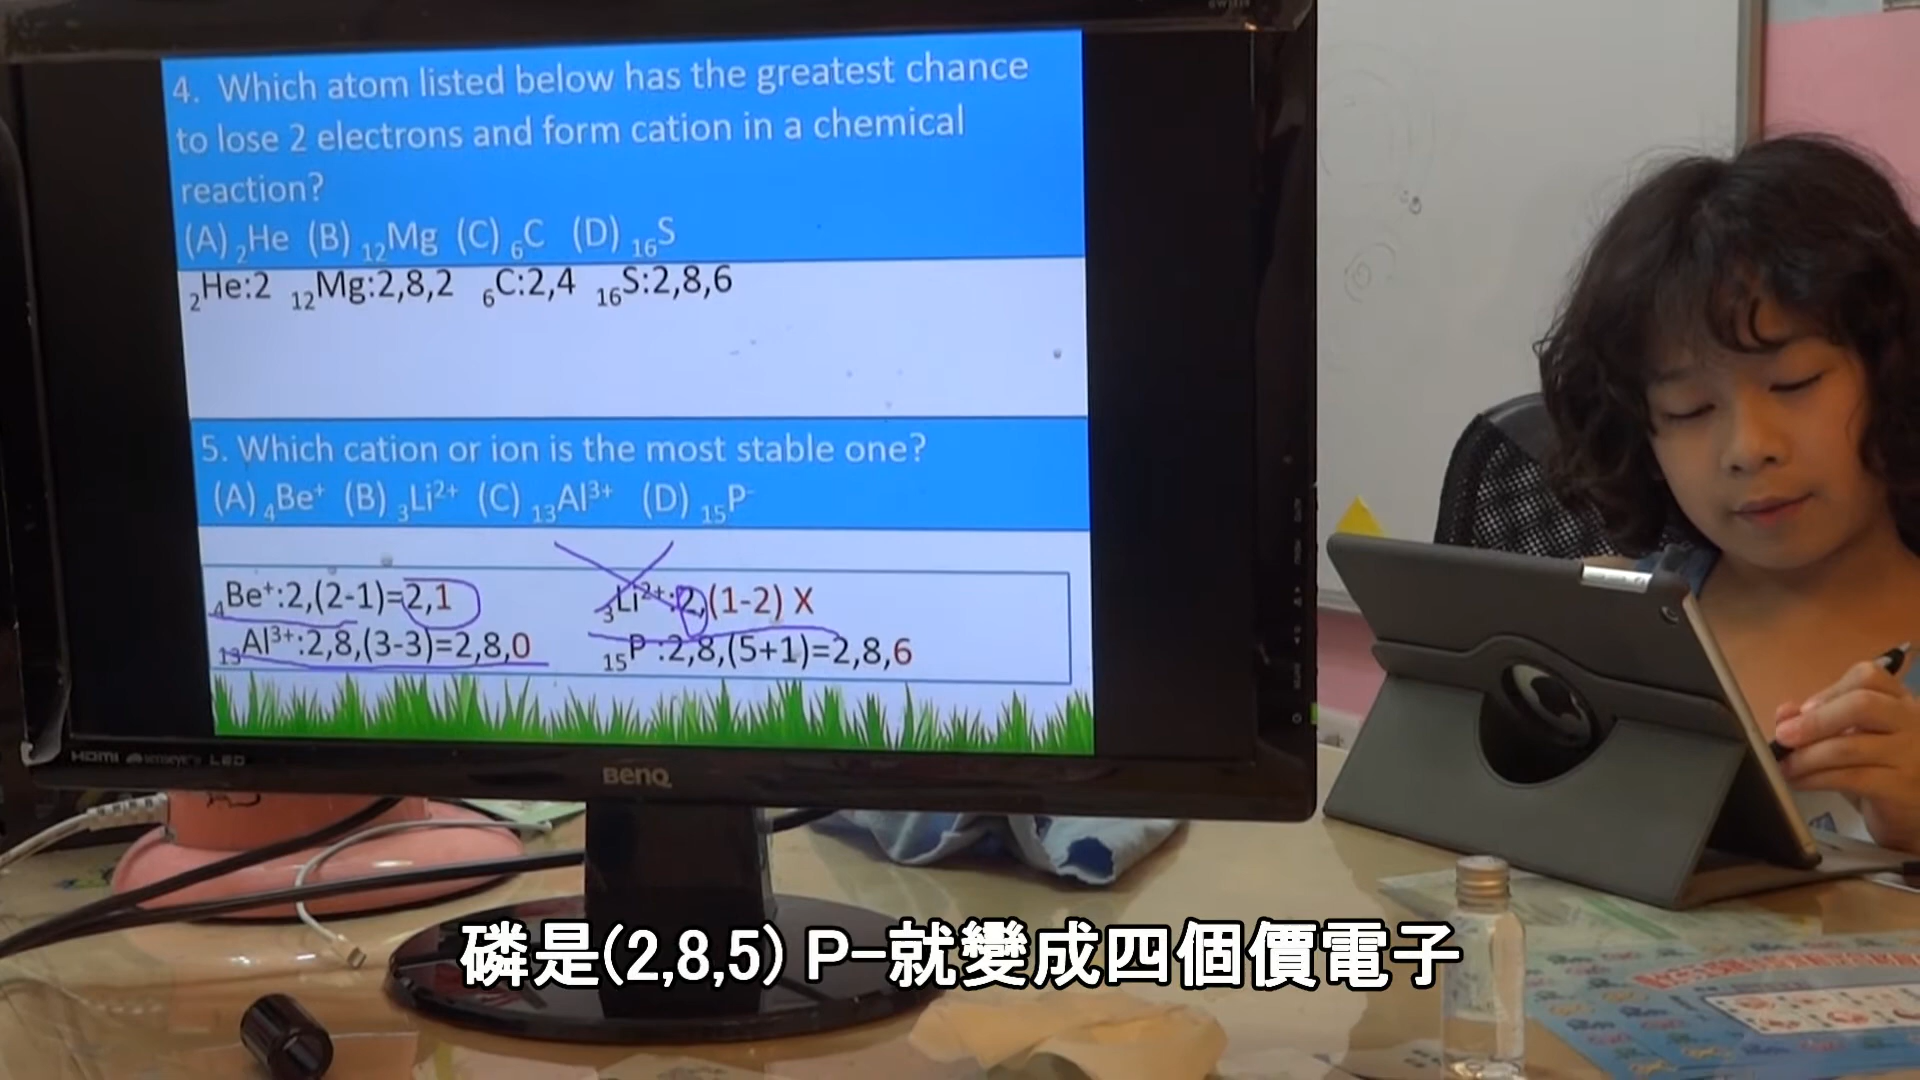 4. Which atom listed below has the greatest chance
to lose 2 electrons and form cation in a chemical
reaction?
(A) ₂He (B) ₁₂Mg (C) ₆C (D) ₁₆S
₂He:2 ₁₂Mg:2,8,2 ₆C:2,4 ₁₆S:2,8,6
5. Which cation or ion is the most stable one?
(A) ₄Be⁺ (B) ₃Li²⁺ (C) ₁₃Al³⁺ (D) ₁₅P⁻
₄Be⁺:2,(2-1)=2,1 ₃Li²⁺:2,(1-2) X
₁₃Al³⁺:2,8,(3-3)=2,8,0 ₁₅P⁻:2,8,(5+1)=2,8,6
HDMI
LED
BenQ
磷是(2,8,5) P-就變成四個價電子